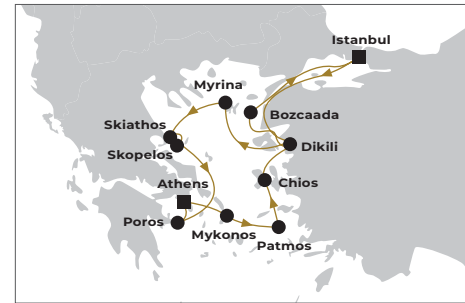 Istanbul
Myrina
Bozcaada
Skiathos
Skopelos
Dikili
Athens
Chios
Poros
Mykonos
Patmos